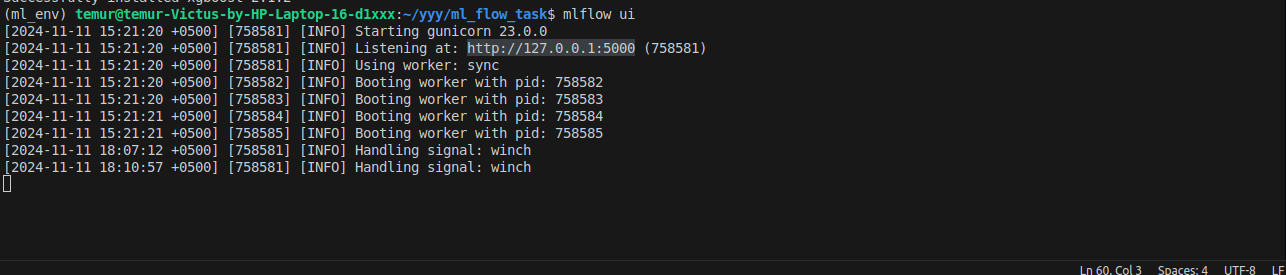 Successfully installed xgboost-2.1.2
(ml_env) temur@temur-Victus-by-HP-Laptop-16-d1xxx:~/yyy/ml_flow_task$ mlflow ui
[2024-11-11 15:21:20 +0500] [758581] [INFO] Starting gunicorn 23.0.0
[2024-11-11 15:21:20 +0500] [758581] [INFO] Listening at: http://127.0.0.1:5000 (758581)
[2024-11-11 15:21:20 +0500] [758581] [INFO] Using worker: sync
[2024-11-11 15:21:20 +0500] [758582] [INFO] Booting worker with pid: 758582
[2024-11-11 15:21:20 +0500] [758583] [INFO] Booting worker with pid: 758583
[2024-11-11 15:21:21 +0500] [758584] [INFO] Booting worker with pid: 758584
[2024-11-11 15:21:21 +0500] [758585] [INFO] Booting worker with pid: 758585
[2024-11-11 18:07:12 +0500] [758581] [INFO] Handling signal: winch
[2024-11-11 18:10:57 +0500] [758581] [INFO] Handling signal: winch
Ln 60, Col 3 Spaces: 4 UTF-8 LF